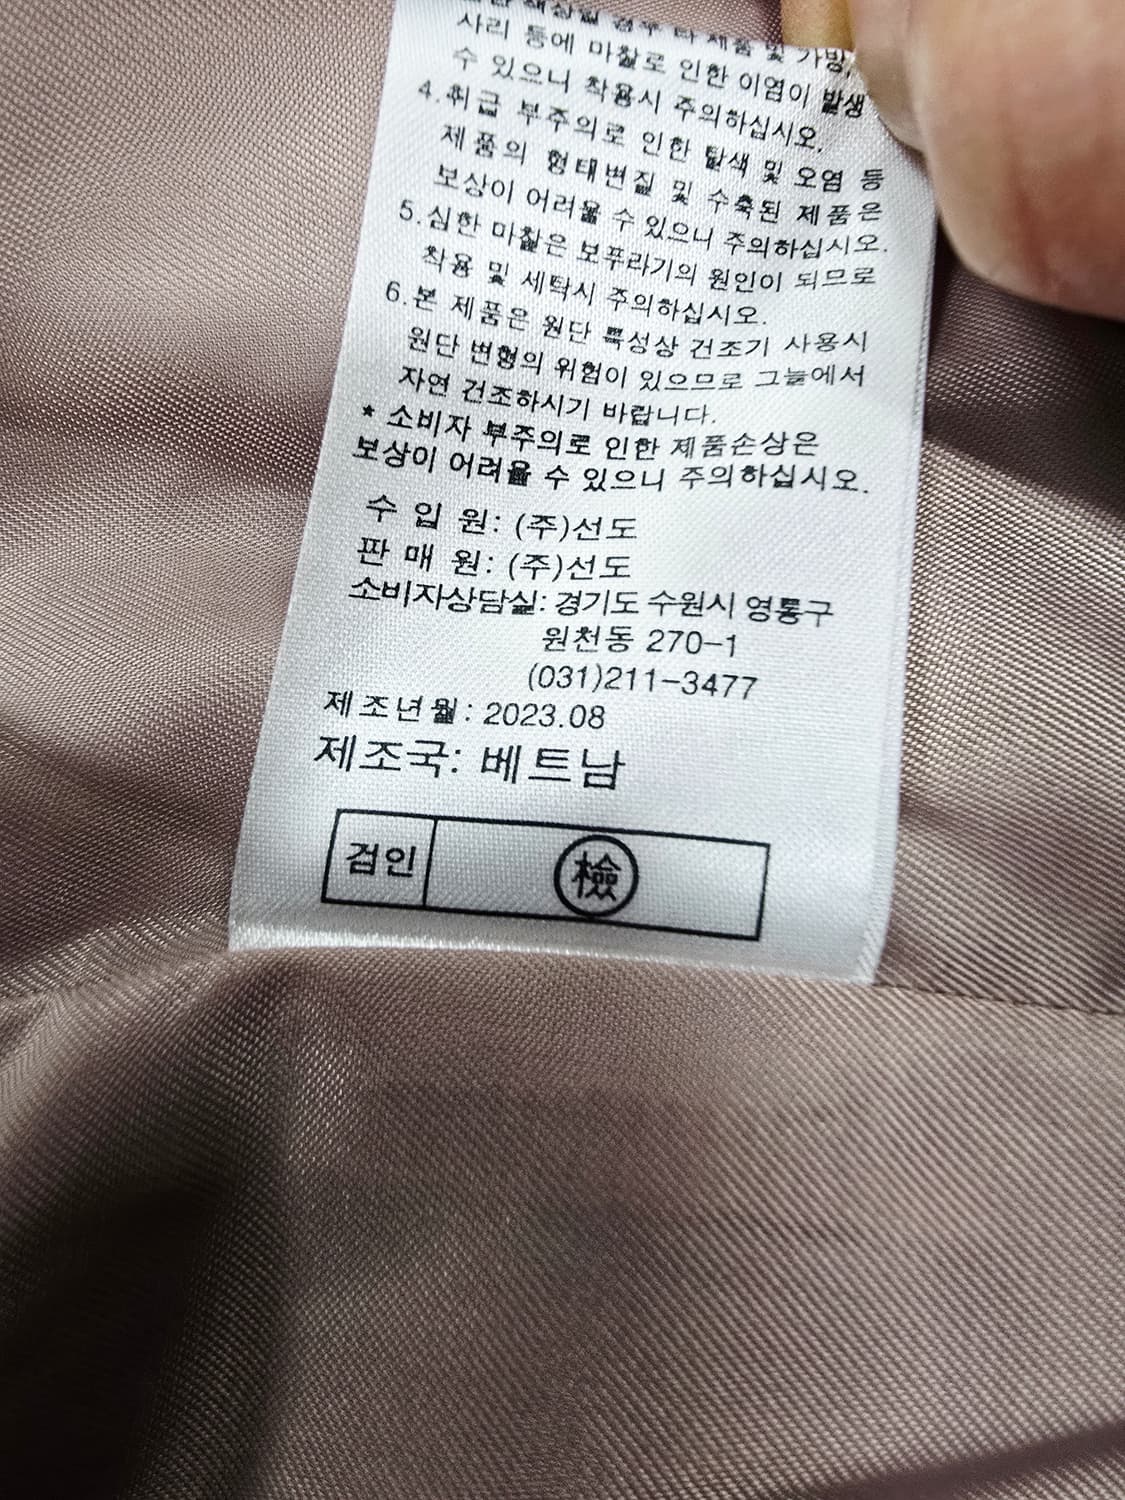 색상일 경우 타 제품 및 가방,
사리 등에 마찰로 인한 이염이 발생
수 있으니 착용시 주의하십시오.
4.취급 부주의로 인한 탈색 및 오염 등
제품의 형태변질 및 수축된 제품은
보상이 어려울 수 있으니 주의하십시오.
5.심한 마찰은 보푸라기의 원인이 되므로
착용 및 세탁시 주의하십시오.
6.본 제품은 원단 특성상 건조기 사용시
원단 변형의 위험이 있으므로 그늘에서
자연 건조하시기 바랍니다.
* 소비자 부주의로 인한 제품손상은
보상이 어려울 수 있으니 주의하십시오.
수 입 원: (주)선도
판 매 원: (주)선도
소비자상담실: 경기도 수원시 영통구
원천동 270-1
(031)211-3477
제조년월: 2023.08
제조국: 베트남
검인 檢